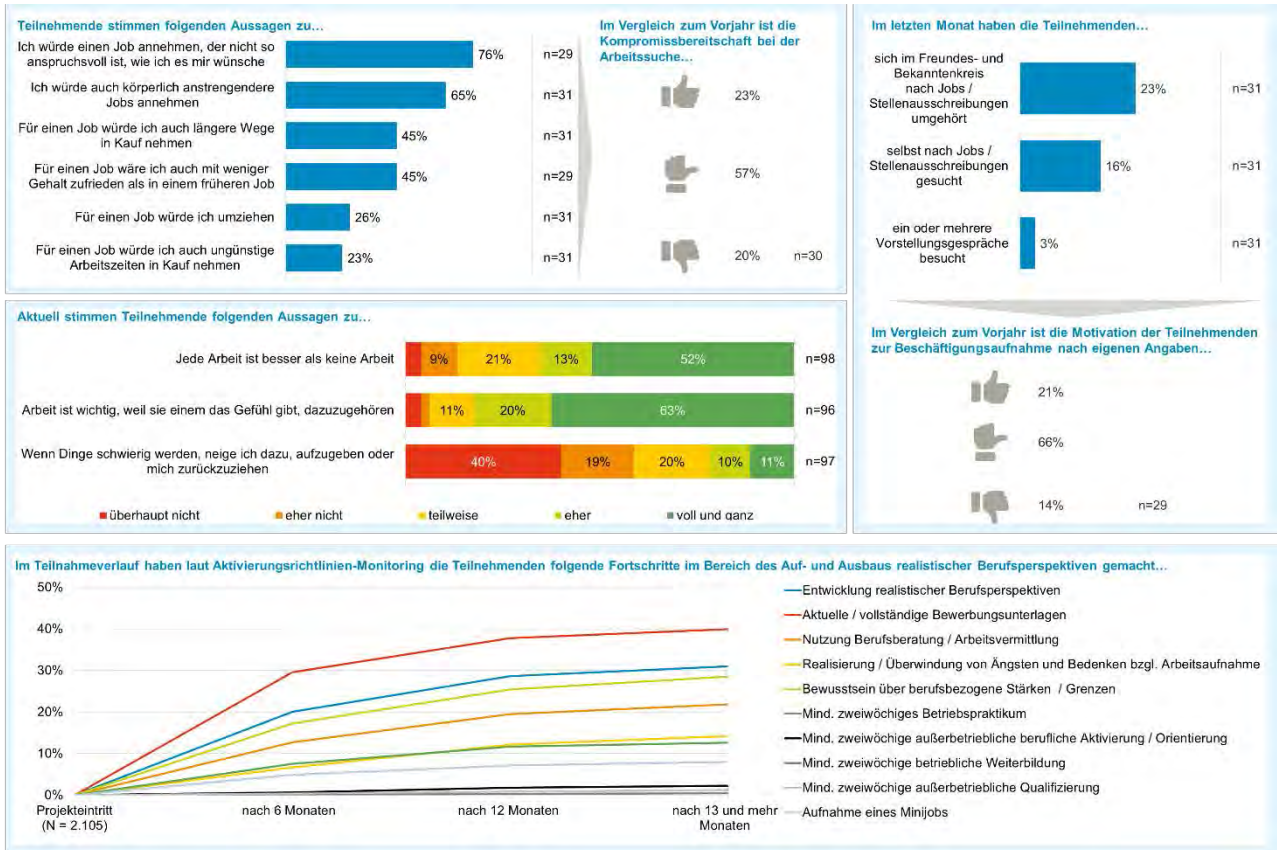 Teilnehmende stimmen folgenden Aussagen zu…
Ich würde einen Job annehmen, der nicht so
anspruchsvoll ist, wie ich es mir wünsche
76%
n=29
Ich würde auch körperlich anstrengendere
Jobs annehmen
65%
n=31
Für einen Job würde ich auch längere Wege
in Kauf nehmen
45%
n=31
Für einen Job wäre ich auch mit weniger
Gehalt zufrieden als in einem früheren Job
45%
n=29
Für einen Job würde ich umziehen
26%
n=31
Für einen Job würde ich auch ungünstige
Arbeitszeiten in Kauf nehmen
23%
n=31
Im Vergleich zum Vorjahr ist die
Kompromissbereitschaft bei der
Arbeitssuche…
23%
57%
20%
n=30
Im letzten Monat haben die Teilnehmenden…
sich im Freundes- und
Bekanntenkreis
nach Jobs /
Stellenausschreibungen
umgehört
23%
n=31
selbst nach Jobs /
Stellenausschreibungen
gesucht
16%
n=31
ein oder mehrere
Vorstellungsgespräche
besucht
3%
n=31
Im Vergleich zum Vorjahr ist die Motivation der Teilnehmenden
zur Beschäftigungsaufnahme nach eigenen Angaben…
21%
66%
14%
n=29
Aktuell stimmen Teilnehmende folgenden Aussagen zu…
Jede Arbeit ist besser als keine Arbeit
9%
21%
13%
52%
n=98
Arbeit ist wichtig, weil sie einem das Gefühl gibt, dazuzugehören
11%
20%
63%
n=96
Wenn Dinge schwierig werden, neige ich dazu, aufzugeben oder
mich zurückzuziehen
40%
19%
20%
10%
11%
n=97
überhaupt nicht
eher nicht
teilweise
eher
voll und ganz
Im Teilnahmeverlauf haben laut Aktivierungsrichtlinien-Monitoring die Teilnehmenden folgende Fortschritte im Bereich des Auf- und Ausbaus realistischer Berufsperspektiven gemacht…
50%
40%
30%
20%
10%
0%
Projekteintritt
(N = 2.105)
nach 6 Monaten
nach 12 Monaten
nach 13 und mehr
Monaten
Entwicklung realistischer Berufsperspektiven
Aktuelle / vollständige Bewerbungsunterlagen
Nutzung Berufsberatung / Arbeitsvermittlung
Realisierung / Überwindung von Ängsten und Bedenken bzgl. Arbeitsaufnahme
Bewusstsein über berufsbezogene Stärken / Grenzen
Mind. zweiwöchiges Betriebspraktikum
Mind. zweiwöchige außerbetriebliche berufliche Aktivierung / Orientierung
Mind. zweiwöchige betriebliche Weiterbildung
Mind. zweiwöchige außerbetriebliche Qualifizierung
Aufnahme eines Minijobs